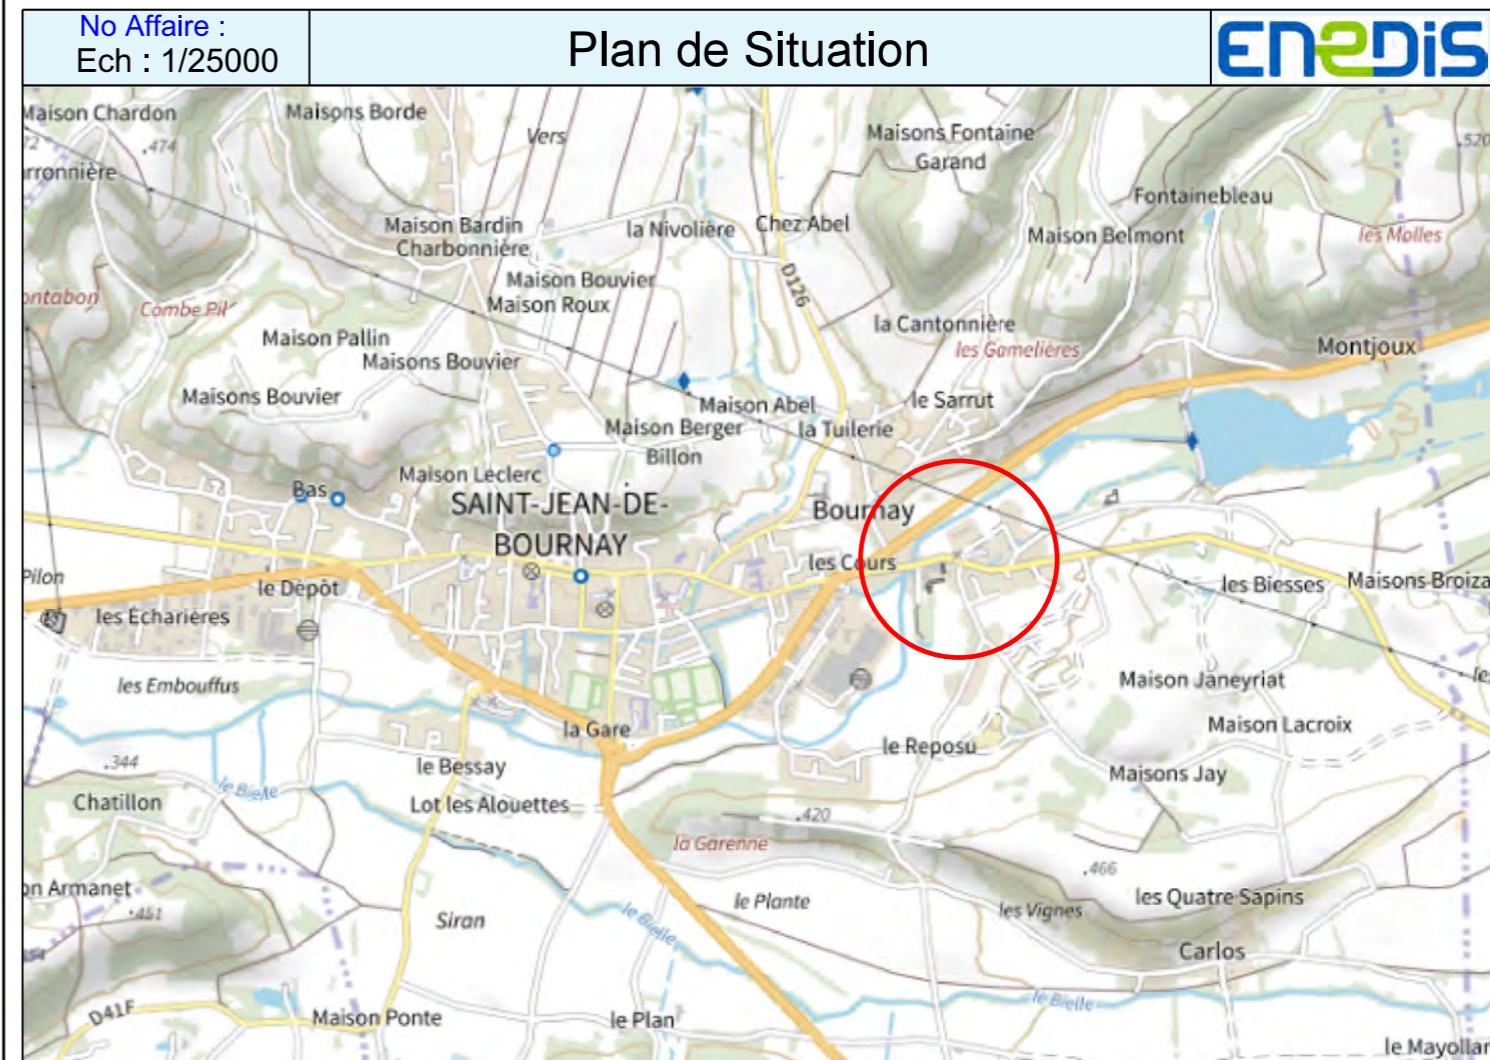 No Affaire :
Ech : 1/25000
Plan de Situation
ENEDIS
Maison Chardon
Maisons Borde
Vers
Maisons Fontaine
Garand
.474
.520
Fontainebleau
Maison Bardin
Charbonnière
la Nivolière
Chez Abel
Maison Belmont
les Molles
Maison Bouvier
Maison Roux
D126
Combe Pil
Maison Pallin
Maisons Bouvier
la Cantonnière
les Gamelières
Montjoux
Maisons Bouvier
Maison Abel
le Sarrut
Maison Berger
la Tuilerie
Billon
Maison Leclerc
Bas
SAINT-JEAN-DE-
BOURNAY
Bournay
les Cours
Pilon
le Dépôt
les Biesses
Maisons Broiza
les Echarières
les Embouffus
Maison Janeyriat
la Gare
Maison Lacroix
.344
le Bessay
le Reposu
Maisons Jay
le Bielle
Chatillon
Lot les Alouettes
.420
la Garenne
.466
on Armanet
.451
Siran
le Plante
les Vignes
les Quatre Sapins
le Bielle
Carlos
D41F
Maison Ponte
le Plan
le Bielle
le Mayollar